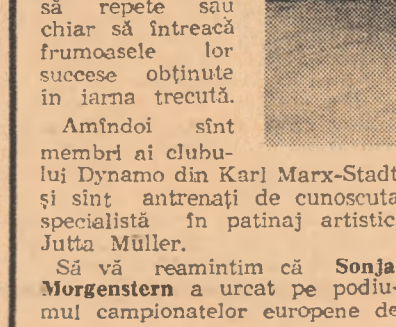 să repete sau
chiar să întreacă
frumoasele lor
succese obținute
în iarna trecută.
Amîndoi sînt
membri ai clubu-
lui Dynamo din Karl Marx-Stadt
și sînt antrenați de cunoscuta
specialistă în patinaj artistic
Jutta Müller.
Să vă reamintim că Sonja
Morgenstern a urcat pe podiu-
mul campionatelor europene de